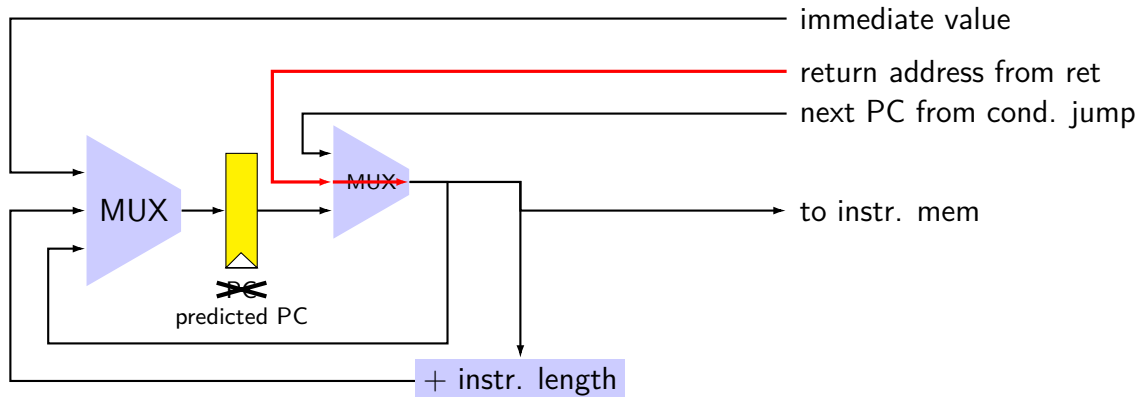 immediate value
return address from ret
next PC from cond. jump
MUX
MUX
to instr. mem
PC
predicted PC
+ instr. length